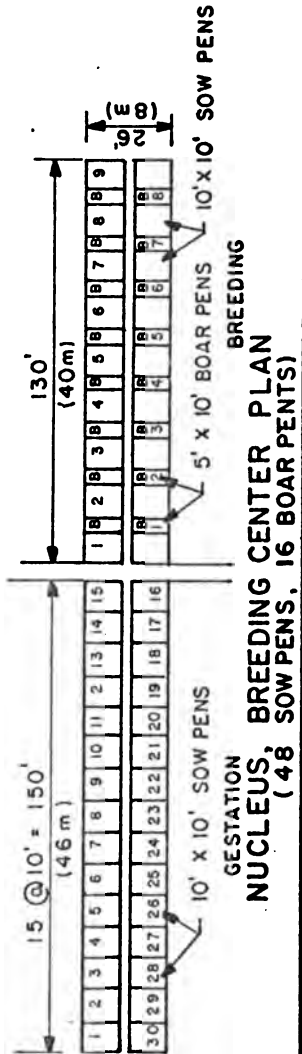 15 @ 10' = 150'
(46 m)
130'
(40m)
26'
(8 m)
1 2 3 4 5 6 7 8 9 10 11 2 13 14 15
1 B 2 B 3 B 4 B 5 B 6 B 7 B 8 B 9
30 29 28 27 26 25 24 23 22 21 20 19 18 17 16
B B B B B B B B
1 2 3 4 5 6 7 8
10' X 10' SOW PENS
5' X 10' BOAR PENS
10' X 10' SOW PENS
GESTATION
BREEDING
NUCLEUS, BREEDING CENTER PLAN
(48 SOW PENS, 16 BOAR PENTS)